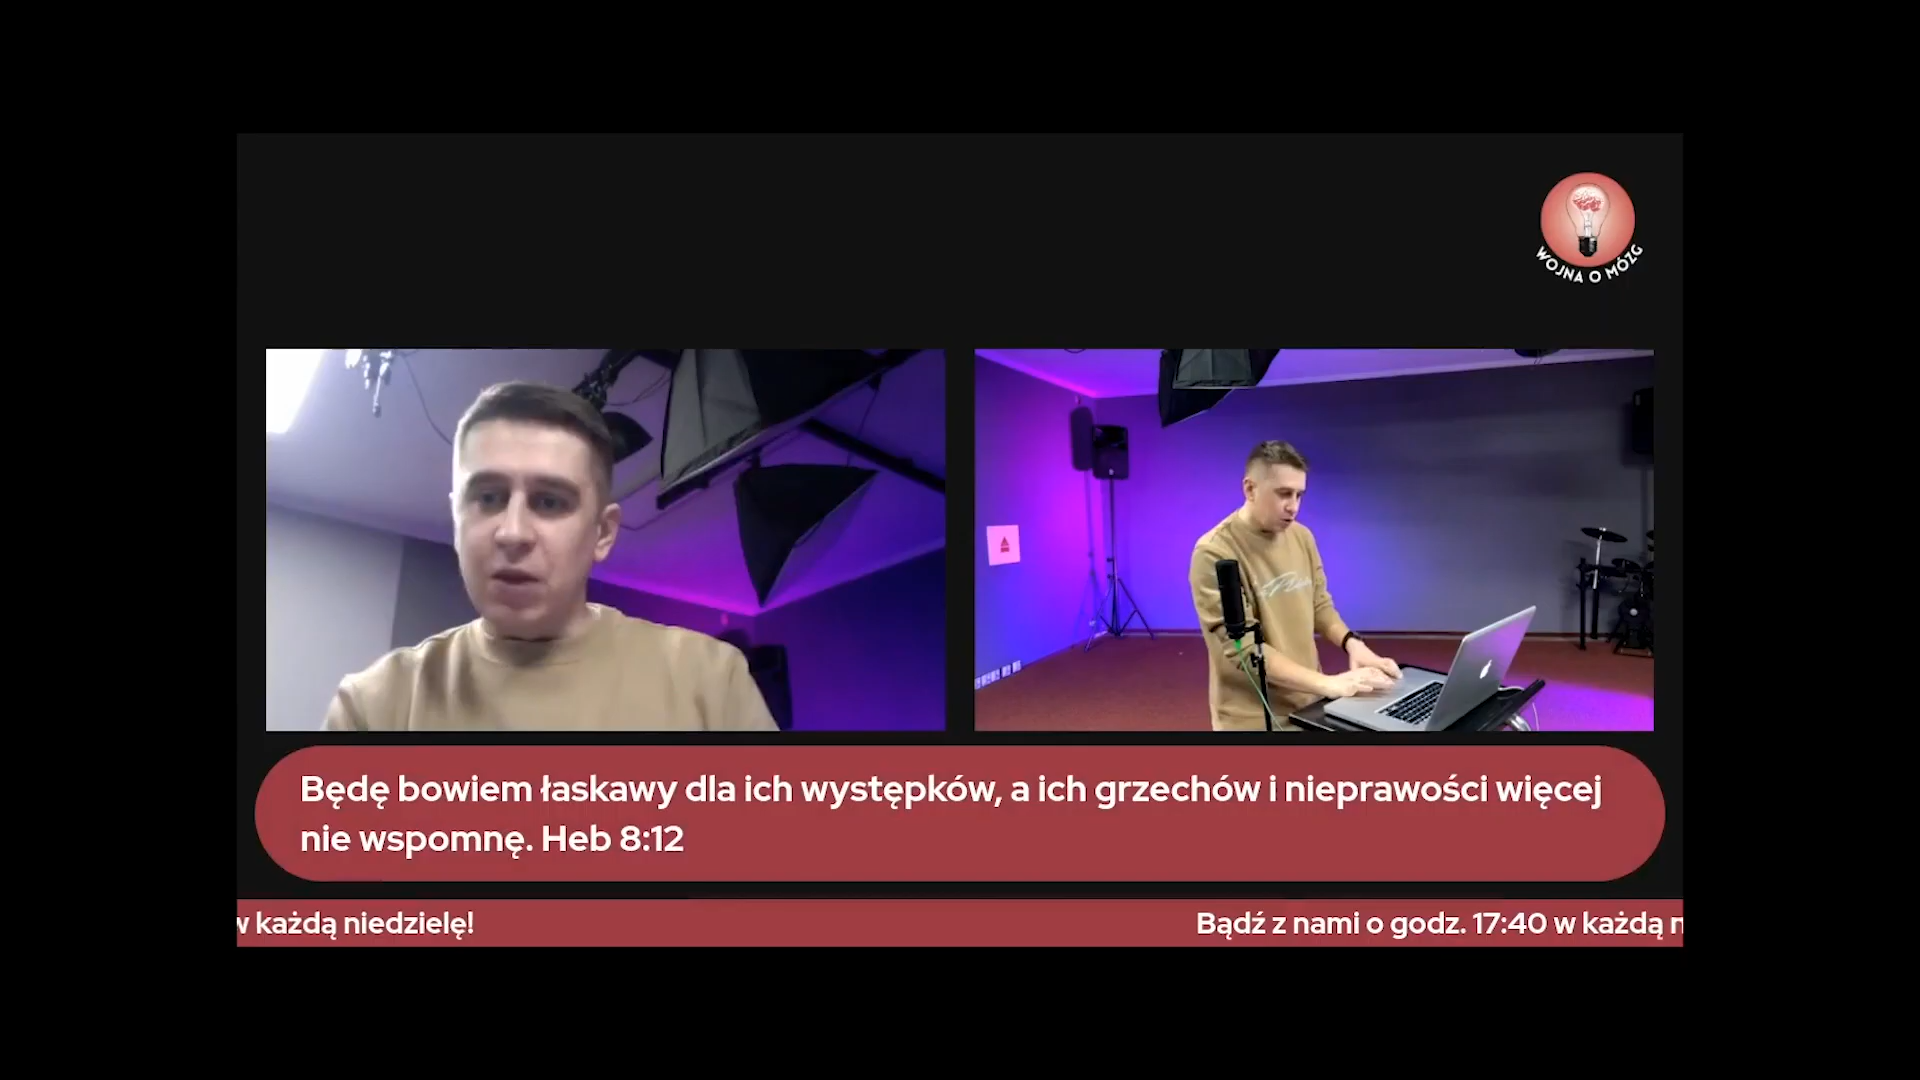 WOJNA O MÓZG
Będę bowiem łaskawy dla ich występków, a ich grzechów i nieprawości więcej
nie wspomnę. Heb 8:12
w każdą niedzielę!
Bądź z nami o godz. 17:40 w każdą n